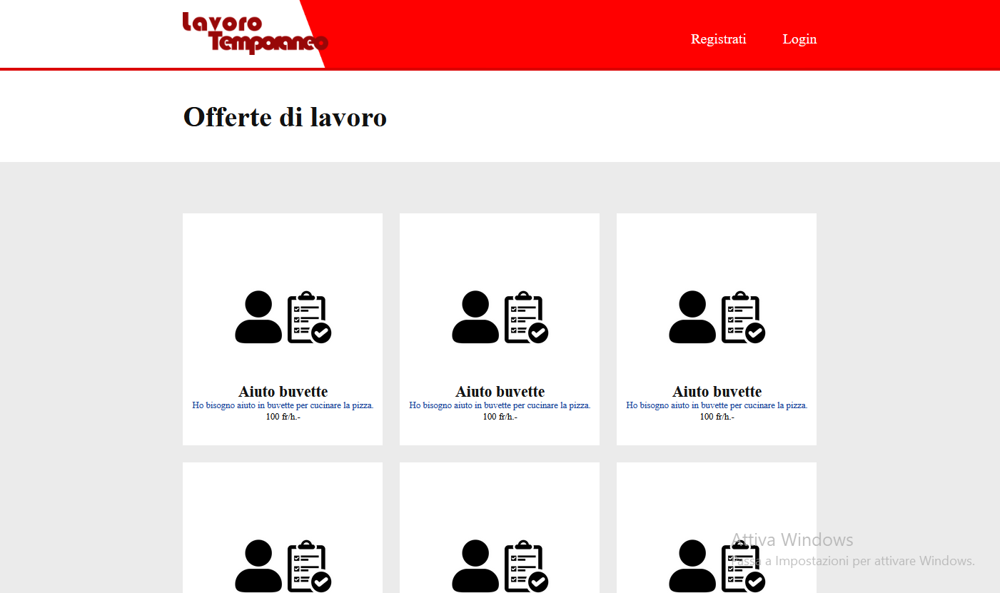 Lavoro
Temporaneo
Registrati Login
Offerte di lavoro
Aiuto buvette Aiuto buvette Aiuto buvette
Ho bisogno aiuto in buvette per cucinare la pizza. Ho bisogno aiuto in buvette per cucinare la pizza. Ho bisogno aiuto in buvette per cucinare la pizza.
100 fr/h.- 100 fr/h.- 100 fr/h.-
Attiva Windows
Passa a Impostazioni per attivare Windows.